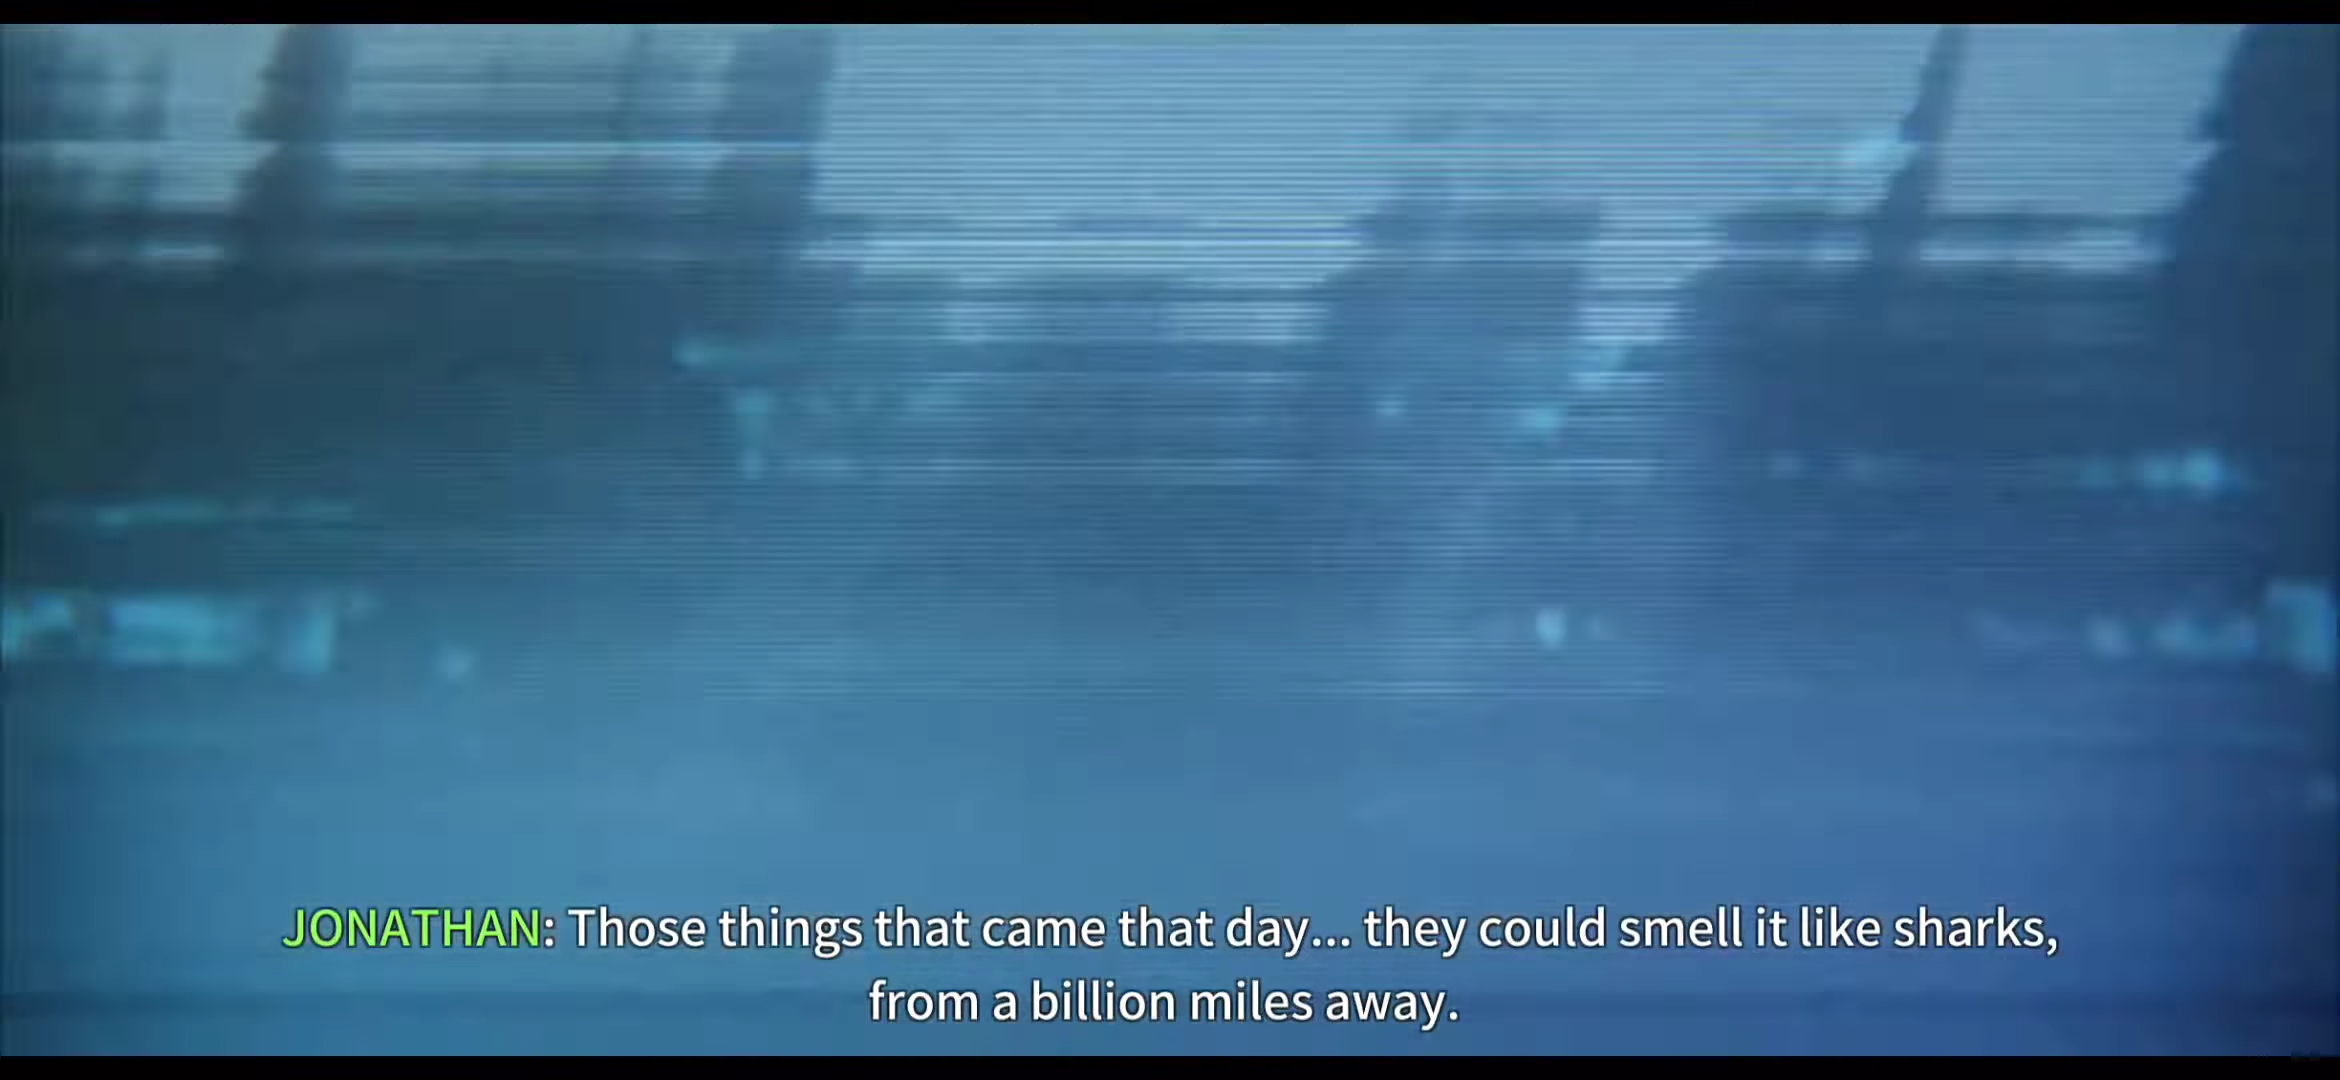 JONATHAN: Those things that came that day... they could smell it like sharks,
from a billion miles away.